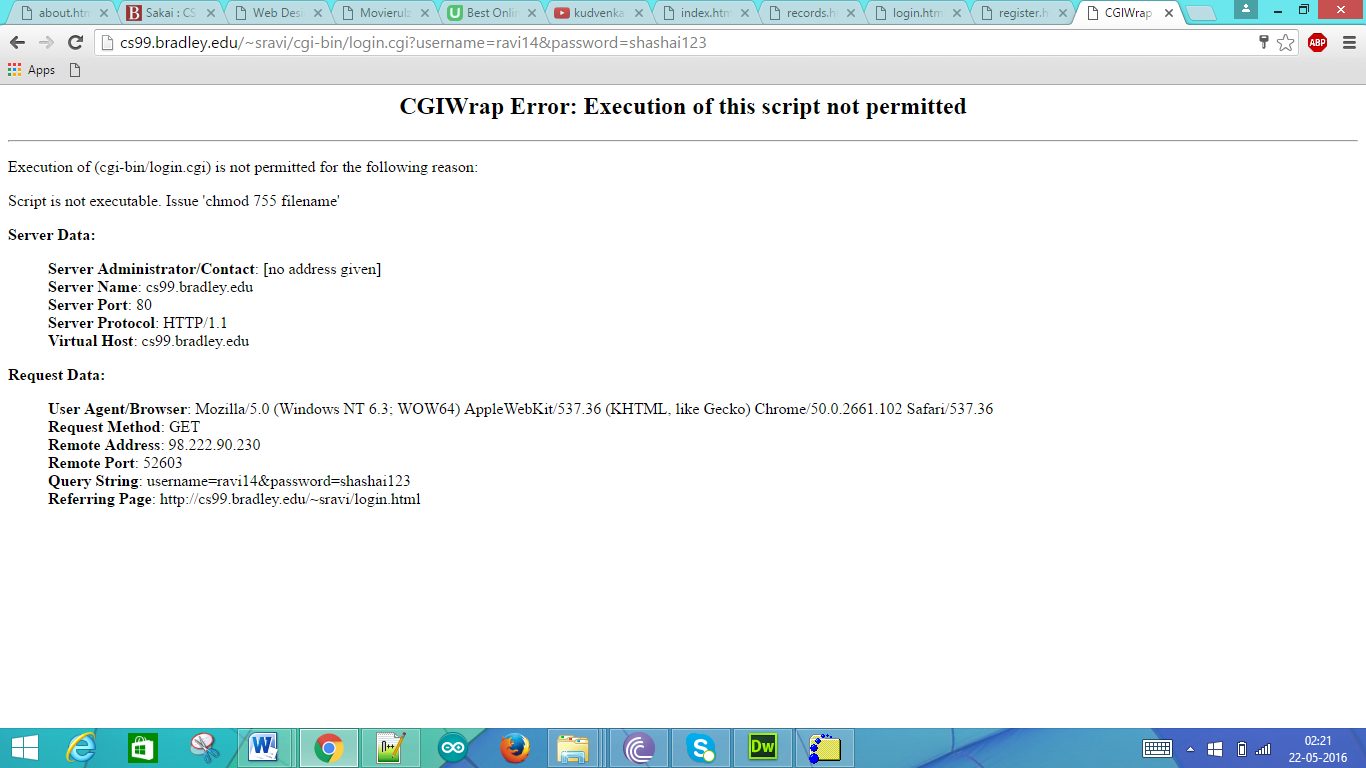 about.htm
Sakai : CS
Web Desi
Movierulz
Best Onli
kudvenka
index.htm
records.h
login.htm
register.h
CGIWrap
cs99.bradley.edu/~sravi/cgi-bin/login.cgi?username=ravi14&password=shashai123
ABP
Apps
CGIWrap Error: Execution of this script not permitted
Execution of (cgi-bin/login.cgi) is not permitted for the following reason:
Script is not executable. Issue 'chmod 755 filename'
Server Data:
Server Administrator/Contact: [no address given]
Server Name: cs99.bradley.edu
Server Port: 80
Server Protocol: HTTP/1.1
Virtual Host: cs99.bradley.edu
Request Data:
User Agent/Browser: Mozilla/5.0 (Windows NT 6.3; WOW64) AppleWebKit/537.36 (KHTML, like Gecko) Chrome/50.0.2661.102 Safari/537.36
Request Method: GET
Remote Address: 98.222.90.230
Remote Port: 52603
Query String: username=ravi14&password=shashai123
Referring Page: http://cs99.bradley.edu/~sravi/login.html
Dw
02:21
22-05-2016